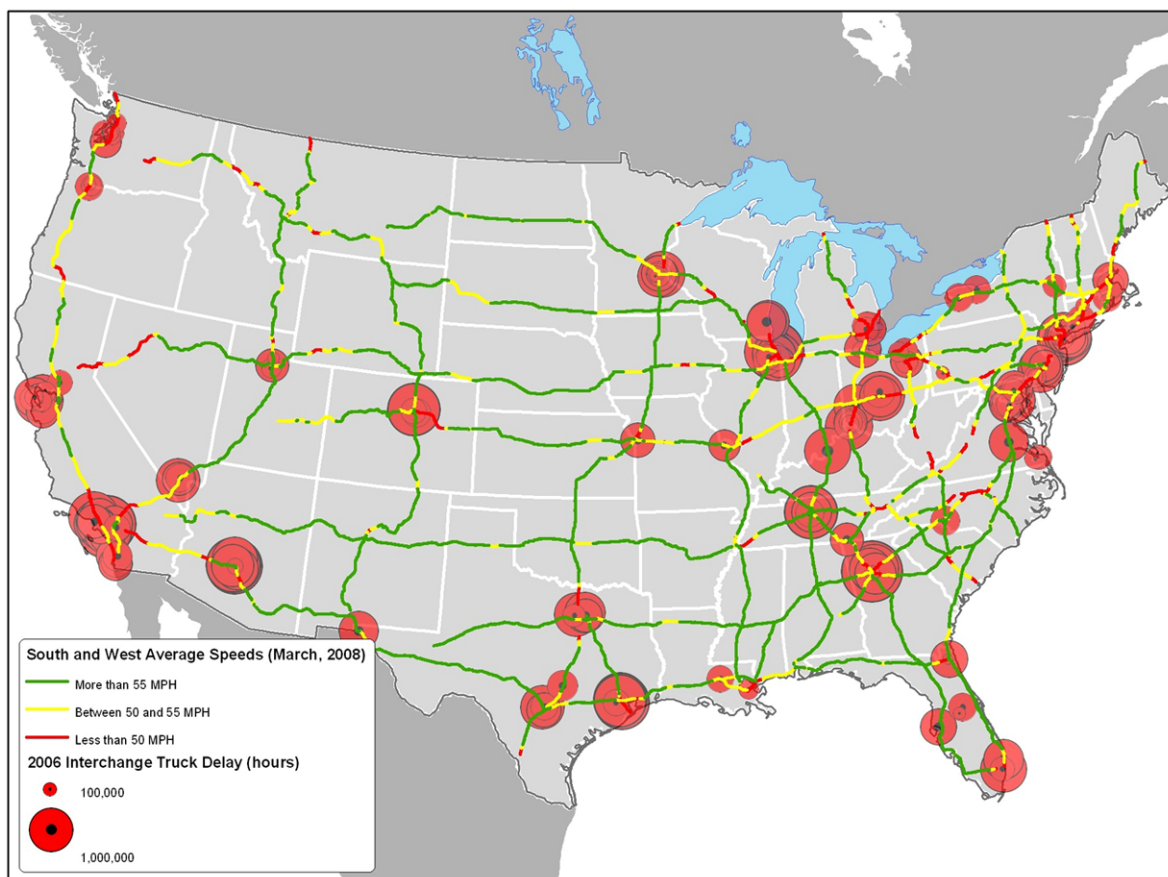 South and West Average Speeds (March, 2008)
More than 55 MPH
Between 50 and 55 MPH
Less than 50 MPH
2006 Interchange Truck Delay (hours)
100,000
1,000,000